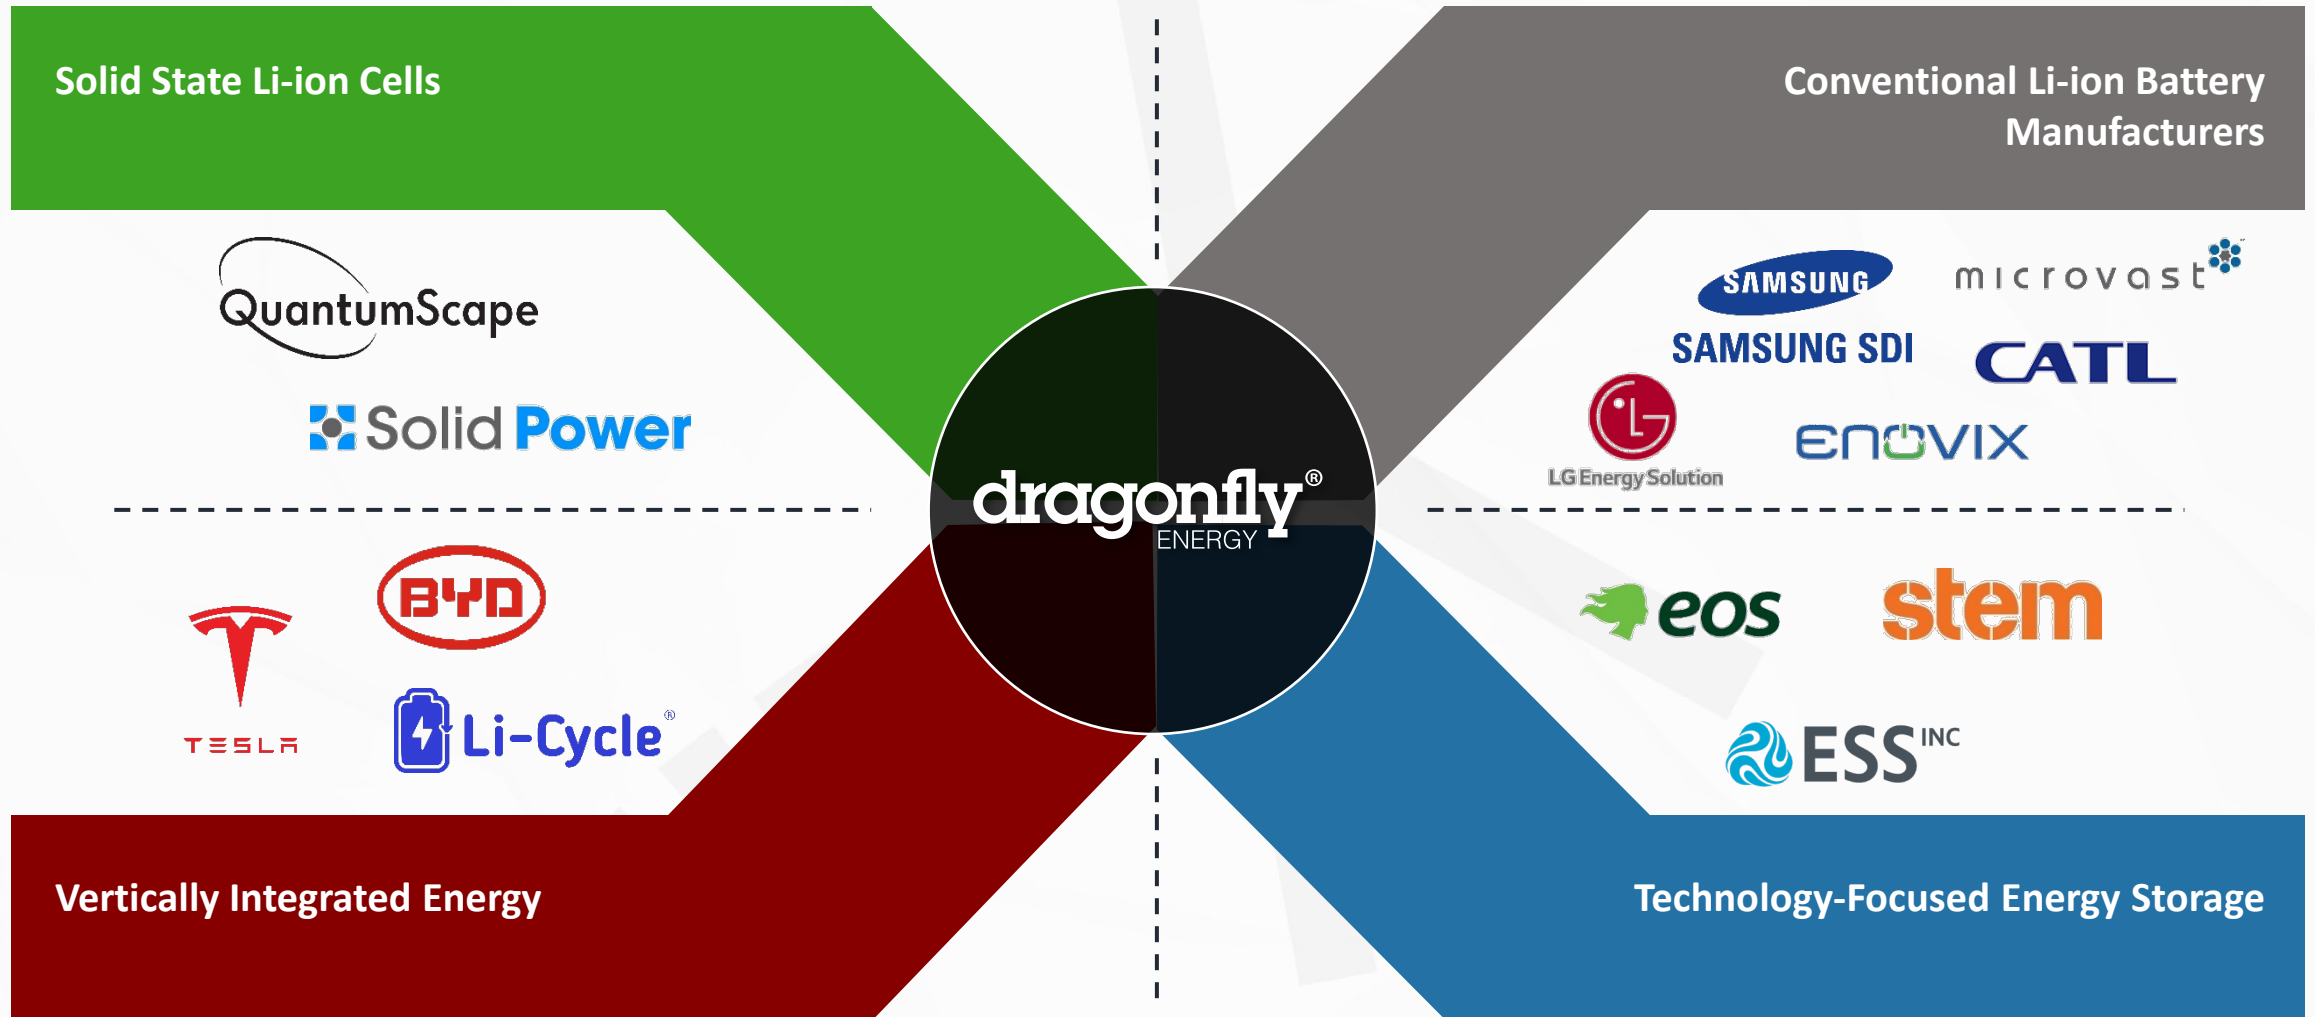 Solid State Li-ion Cells
Conventional Li-ion Battery
Manufacturers
QuantumScape
Solid Power
SAMSUNG
SAMSUNG SDI
microvast
CATL
LG
LG Energy Solution
ENOVIX
dragonfly®
ENERGY
BYD
TESLA
Li-Cycle®
eos
stem
ESS INC
Vertically Integrated Energy
Technology-Focused Energy Storage